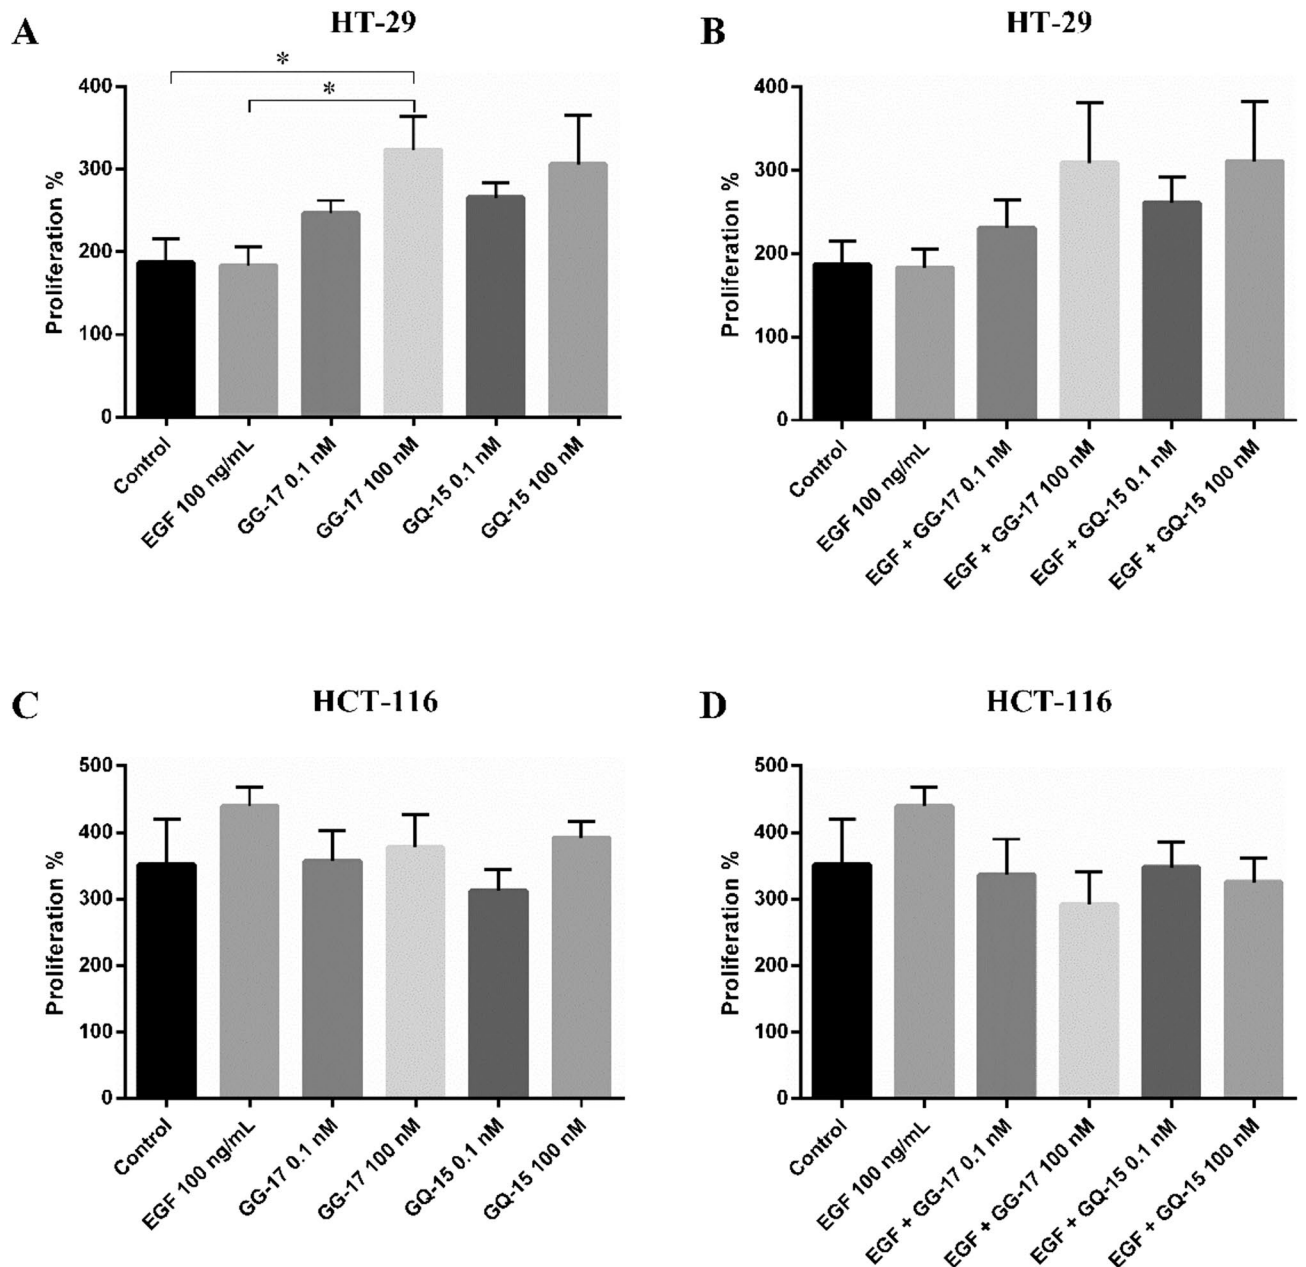 A
HT-29
*
*
400
300
200
100
0
Proliferation %
Control
EGF 100 ng/mL
GG-17 0.1 nM
GG-17 100 nM
GQ-15 0.1 nM
GQ-15 100 nM
B
HT-29
400
300
200
100
0
Proliferation %
Control
EGF 100 ng/mL
EGF + GG-17 0.1 nM
EGF + GG-17 100 nM
EGF + GQ-15 0.1 nM
EGF + GQ-15 100 nM
C
HCT-116
500
400
300
200
100
0
Proliferation %
Control
EGF 100 ng/mL
GG-17 0.1 nM
GG-17 100 nM
GQ-15 0.1 nM
GQ-15 100 nM
D
HCT-116
500
400
300
200
100
0
Proliferation %
Control
EGF 100 ng/mL
EGF + GG-17 0.1 nM
EGF + GG-17 100 nM
EGF + GQ-15 0.1 nM
EGF + GQ-15 100 nM